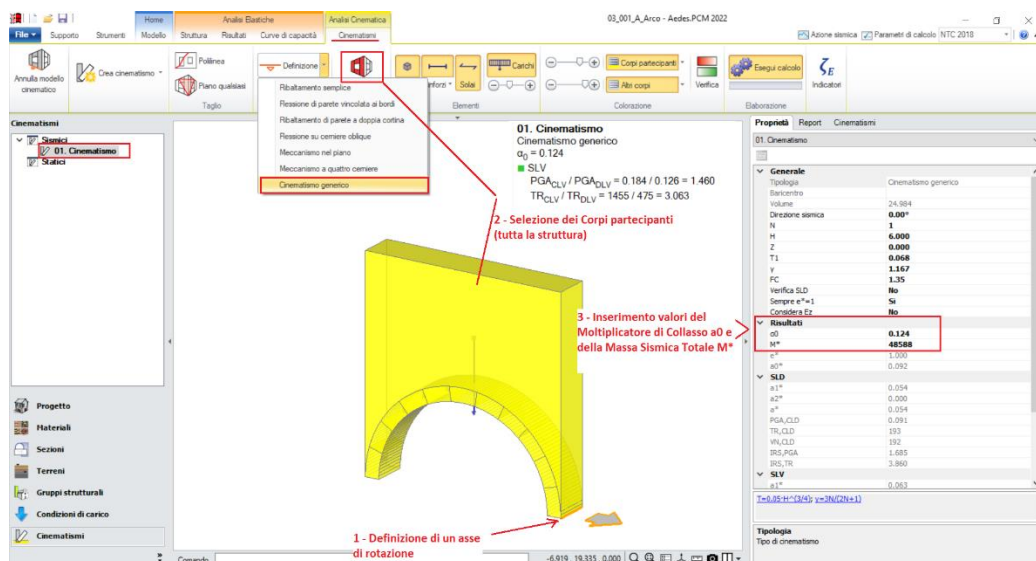 03_001_A_Arco - Aedes.PCM 2022
Home
Analisi Elastiche
Analisi Cinematica
File
Supporto
Strumenti
Modello
Struttura
Risultati
Curve di capacità
Cinematismi
Azione sismica
Parametri di calcolo
NTC 2018
Annulla modello
cinematico
Crea cinematismo
Polilinea
Piano qualsiasi
Taglio
Definizione
Ribaltamento semplice
Ressione di parete vincolata ai bordi
Ribaltamento di parete a doppia cortina
Ressione su cerniere oblique
Meccanismo nel piano
Meccanismo a quattro cerniere
Cinematismo generico
Solai
Carichi
Elementi
Corpi partecipanti
Altri corpi
Verifica
Colorazione
Esegui calcolo
Indicatori
Elaborazione
Cinematismi
Sismici
01. Cinematismo
Statici
Progetto
Materiali
Sezioni
Terreni
Gruppi strutturali
Condizioni di carico
Cinematismi
01. Cinematismo
Cinematismo generico
α0 = 0.124
SLV
PGACLV / PGADLV = 0.184 / 0.126 = 1.460
TRCLV / TRDLV = 1455 / 475 = 3.063
2 - Selezione dei Corpi partecipanti
(tutta la struttura)
3 - Inserimento valori del
Moltiplicatore di Collasso a0 e
della Massa Sismica Totale M*
1 - Definizione di un asse
di rotazione
Comando
-6.919 19.335 0.000
Proprietà Report Cinematismi
01. Cinematismo
Generale
Tipologia Cinematismo generico
Baricentro
Volume 24.984
Direzione sismica 0.00°
N 1
H 6.000
Z 0.000
T1 0.068
γ 1.167
FC 1.35
Verifica SLD No
Sempre e*=1 Sì
Considera Ez No
Risultati
α0 0.124
M* 48588
e* 1.000
a0* 0.092
SLD
a1* 0.054
a2* 0.000
a* 0.054
PGA,CLD 0.091
TR,CLD 193
VN,CLD 192
IRS,PGA 1.685
IRS,TR 3.860
SLV
a1* 0.063
T=0.05·H^(3/4); γ=3N/(2N+1)
Tipologia
Tipo di cinematismo